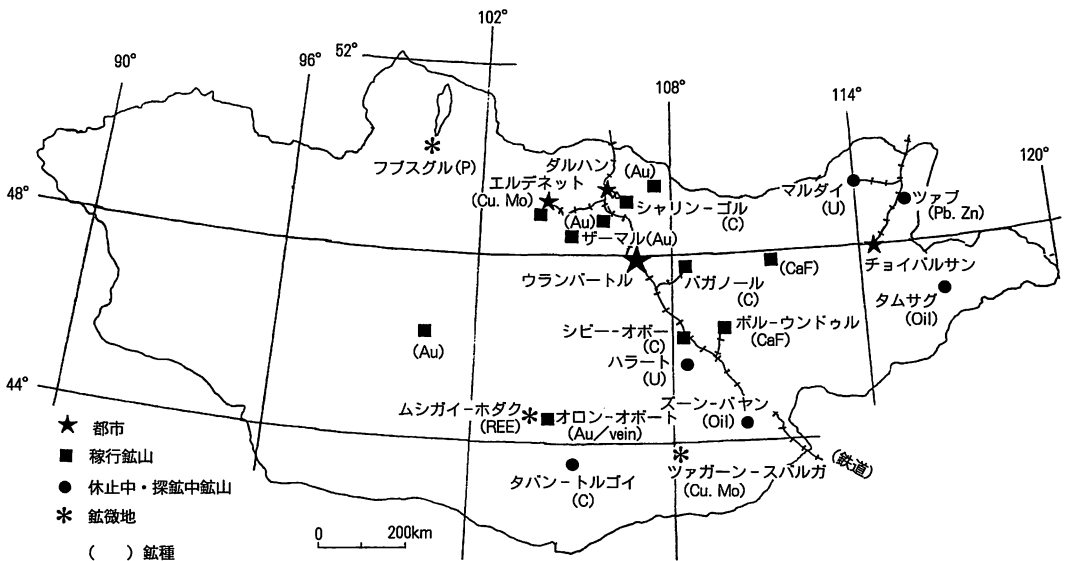 102°
52°
96°
90°
108°
114°
120°
フブスグル(P)
ダルハン
(Au)
エルデネット
(Cu. Mo)
マルダイ
(U)
ツァブ
(Pb. Zn)
48°
シャリン−ゴル
(C)
(Au)
ザーマル(Au)
ウランバートル
バガノール
(C)
(CaF)
チョイバルサン
タムサグ
(Oil)
シビー−オボー
(C)
ボル−ウンドゥル
(CaF)
ハラート
(U)
(Au)
44°
ムシガイ−ホダク
(REE)
オロン−オボート
(Au/vein)
ズーン−バヤン
(Oil)
タバン−トルゴイ
(C)
ツァガーン−スバルガ
(Cu. Mo)
(鉄道)
都市
稼行鉱山
休止中・探鉱中鉱山
鉱徴地
( )鉱種
0 200km